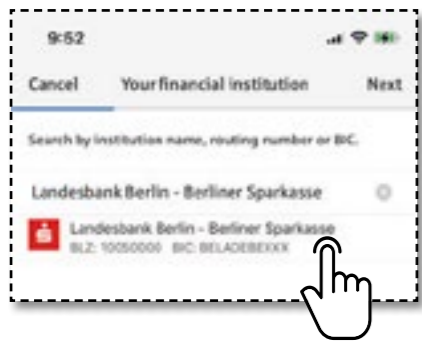 9:52
Cancel Your financial institution Next
Search by institution name, routing number or BIC.
Landesbank Berlin - Berliner Sparkasse
Landesbank Berlin - Berliner Sparkasse
BLZ: 10050000 BIC: BELADEBEXXX